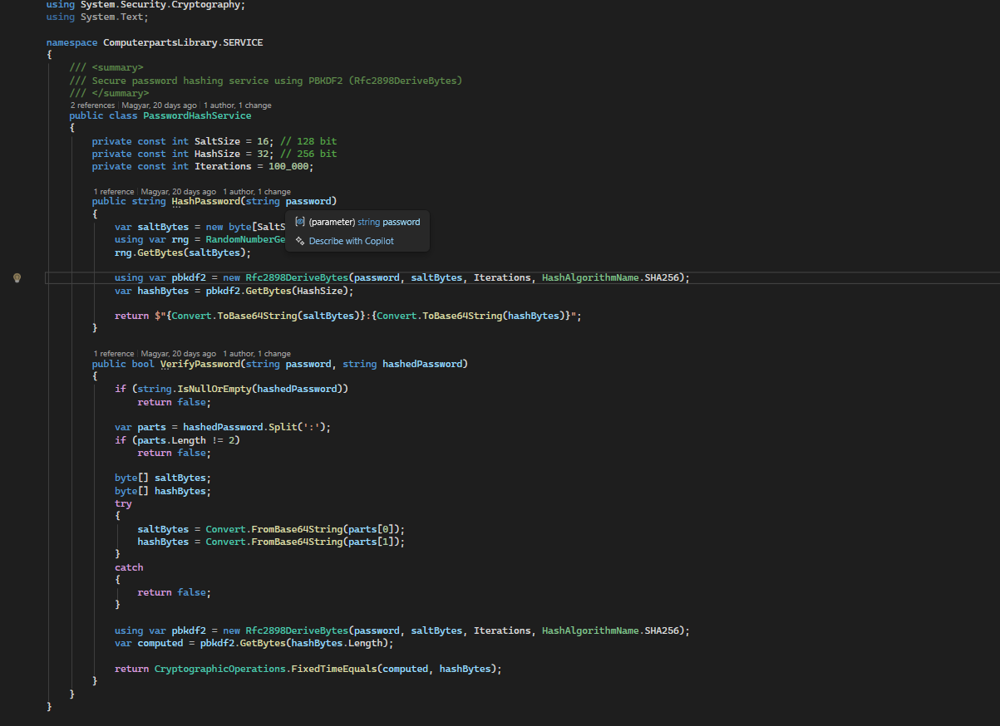 using System.Security.Cryptography;
using System.Text;
namespace ComputerpartsLibrary.SERVICE
{
/// <summary>
/// Secure password hashing service using PBKDF2 (Rfc2898DeriveBytes)
/// </summary>
2 references | Magyar, 20 days ago | 1 author, 1 change
public class PasswordHashService
{
private const int SaltSize = 16; // 128 bit
private const int HashSize = 32; // 256 bit
private const int Iterations = 100_000;
1 reference | Magyar, 20 days ago | 1 author, 1 change
public string HashPassword(string password)
{
var saltBytes = new byte[SaltS
(parameter) string password
using var rng = RandomNumberGe
Describe with Copilot
rng.GetBytes(saltBytes);
using var pbkdf2 = new Rfc2898DeriveBytes(password, saltBytes, Iterations, HashAlgorithmName.SHA256);
var hashBytes = pbkdf2.GetBytes(HashSize);
return $"{Convert.ToBase64String(saltBytes)}:{Convert.ToBase64String(hashBytes)}";
}
1 reference | Magyar, 20 days ago | 1 author, 1 change
public bool VerifyPassword(string password, string hashedPassword)
{
if (string.IsNullOrEmpty(hashedPassword))
return false;
var parts = hashedPassword.Split(':');
if (parts.Length != 2)
return false;
byte[] saltBytes;
byte[] hashBytes;
try
{
saltBytes = Convert.FromBase64String(parts[0]);
hashBytes = Convert.FromBase64String(parts[1]);
}
catch
{
return false;
}
using var pbkdf2 = new Rfc2898DeriveBytes(password, saltBytes, Iterations, HashAlgorithmName.SHA256);
var computed = pbkdf2.GetBytes(hashBytes.Length);
return CryptographicOperations.FixedTimeEquals(computed, hashBytes);
}
}
}